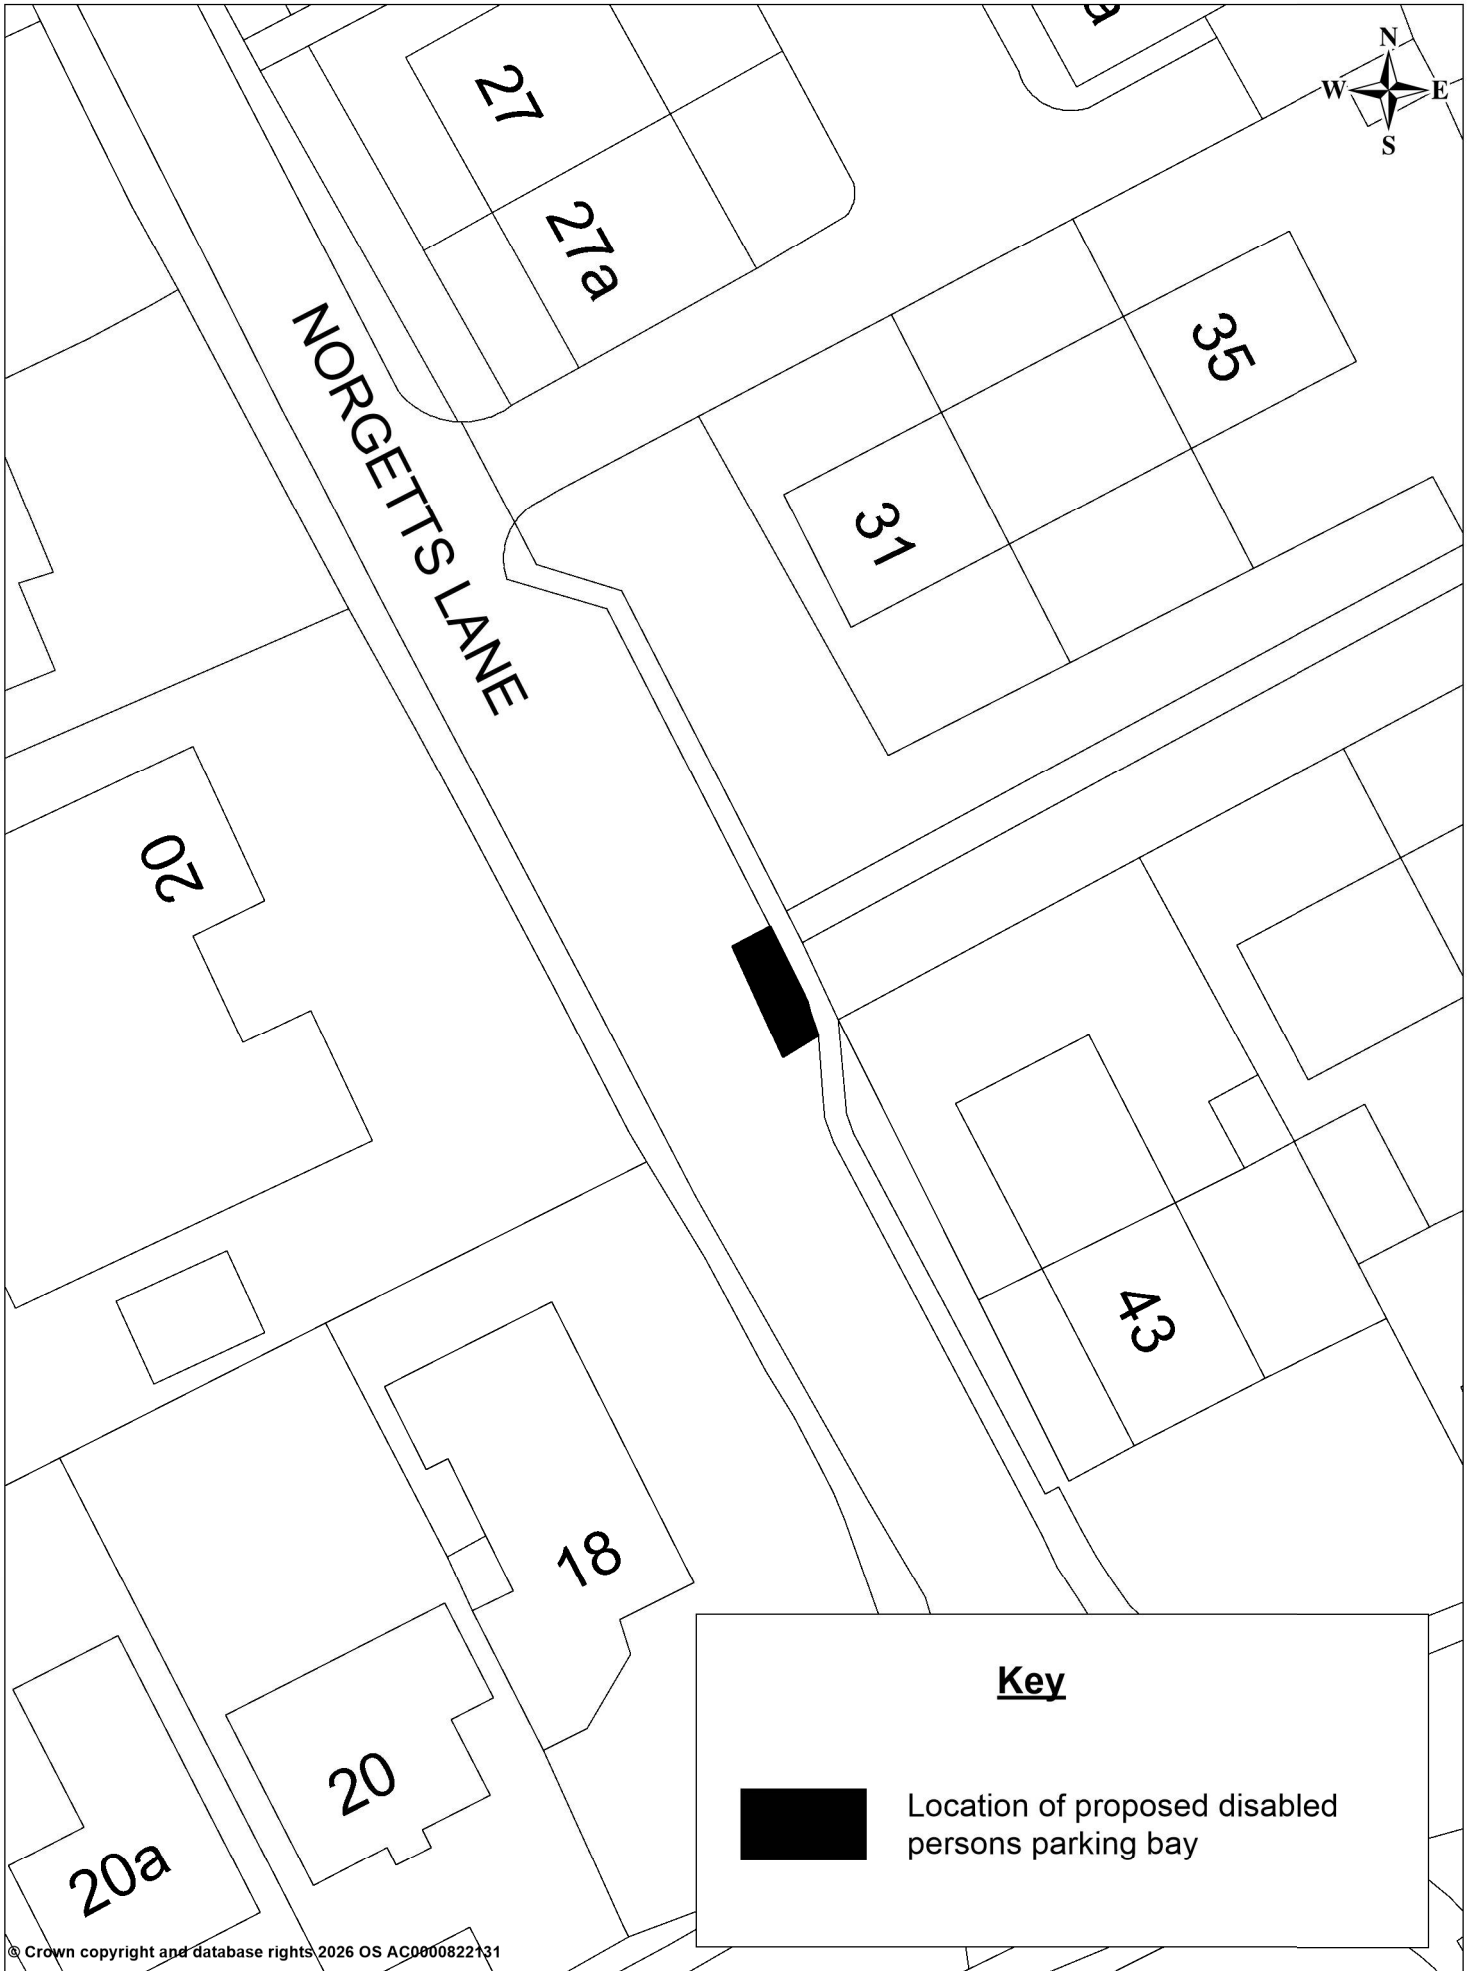 a
N
W E
S
27
27a
NORGETTS LANE
35
31
20
43
18
20
20a
Key
Location of proposed disabled
persons parking bay
© Crown copyright and database rights 2026 OS AC0000822131